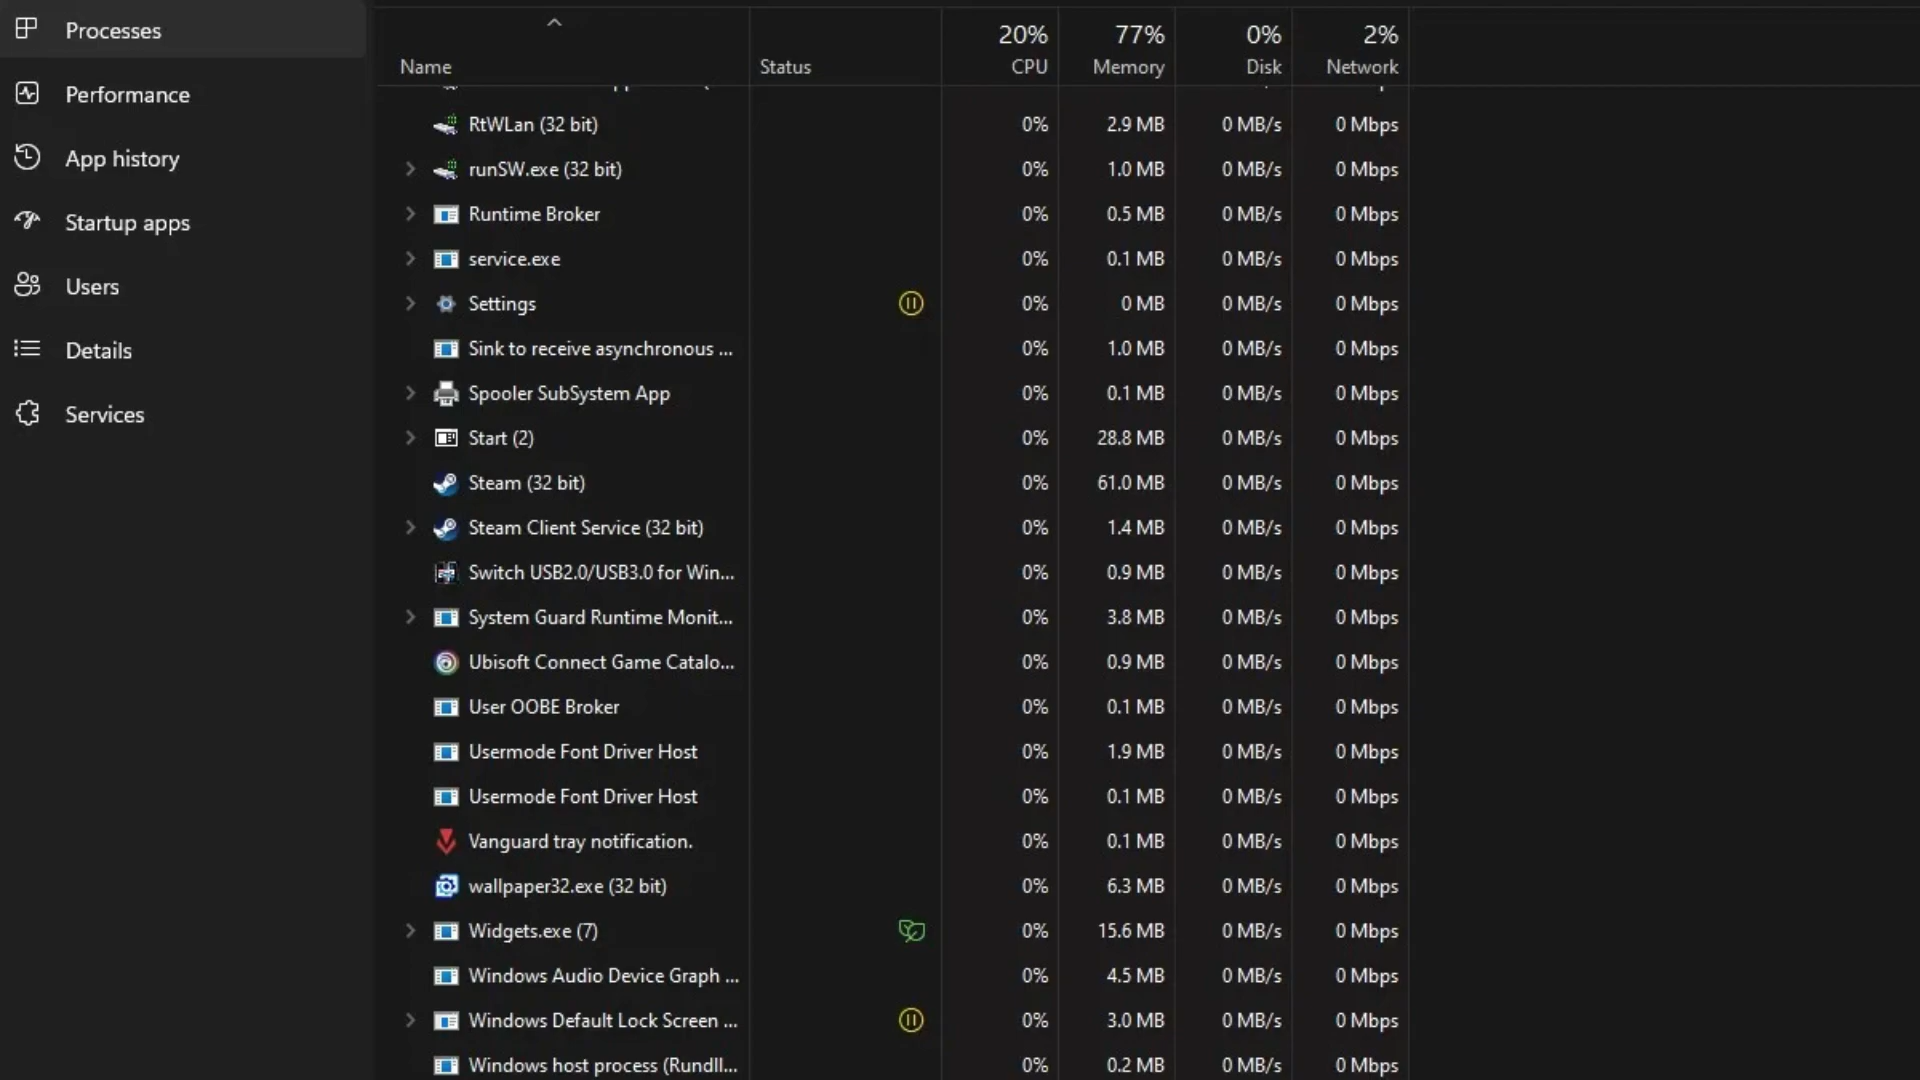 Processes
Performance
App history
Startup apps
Users
Details
Services
20% 77% 0% 2%
Name Status CPU Memory Disk Network
RtWLan (32 bit) 0% 2.9 MB 0 MB/s 0 Mbps
runSW.exe (32 bit) 0% 1.0 MB 0 MB/s 0 Mbps
Runtime Broker 0% 0.5 MB 0 MB/s 0 Mbps
service.exe 0% 0.1 MB 0 MB/s 0 Mbps
Settings 0% 0 MB 0 MB/s 0 Mbps
Sink to receive asynchronous ... 0% 1.0 MB 0 MB/s 0 Mbps
Spooler SubSystem App 0% 0.1 MB 0 MB/s 0 Mbps
Start (2) 0% 28.8 MB 0 MB/s 0 Mbps
Steam (32 bit) 0% 61.0 MB 0 MB/s 0 Mbps
Steam Client Service (32 bit) 0% 1.4 MB 0 MB/s 0 Mbps
Switch USB2.0/USB3.0 for Win... 0% 0.9 MB 0 MB/s 0 Mbps
System Guard Runtime Monit... 0% 3.8 MB 0 MB/s 0 Mbps
Ubisoft Connect Game Catalo... 0% 0.9 MB 0 MB/s 0 Mbps
User OOBE Broker 0% 0.1 MB 0 MB/s 0 Mbps
Usermode Font Driver Host 0% 1.9 MB 0 MB/s 0 Mbps
Usermode Font Driver Host 0% 0.1 MB 0 MB/s 0 Mbps
Vanguard tray notification. 0% 0.1 MB 0 MB/s 0 Mbps
wallpaper32.exe (32 bit) 0% 6.3 MB 0 MB/s 0 Mbps
Widgets.exe (7) 0% 15.6 MB 0 MB/s 0 Mbps
Windows Audio Device Graph ... 0% 4.5 MB 0 MB/s 0 Mbps
Windows Default Lock Screen ... 0% 3.0 MB 0 MB/s 0 Mbps
Windows host process (Rundll... 0% 0.2 MB 0 MB/s 0 Mbps